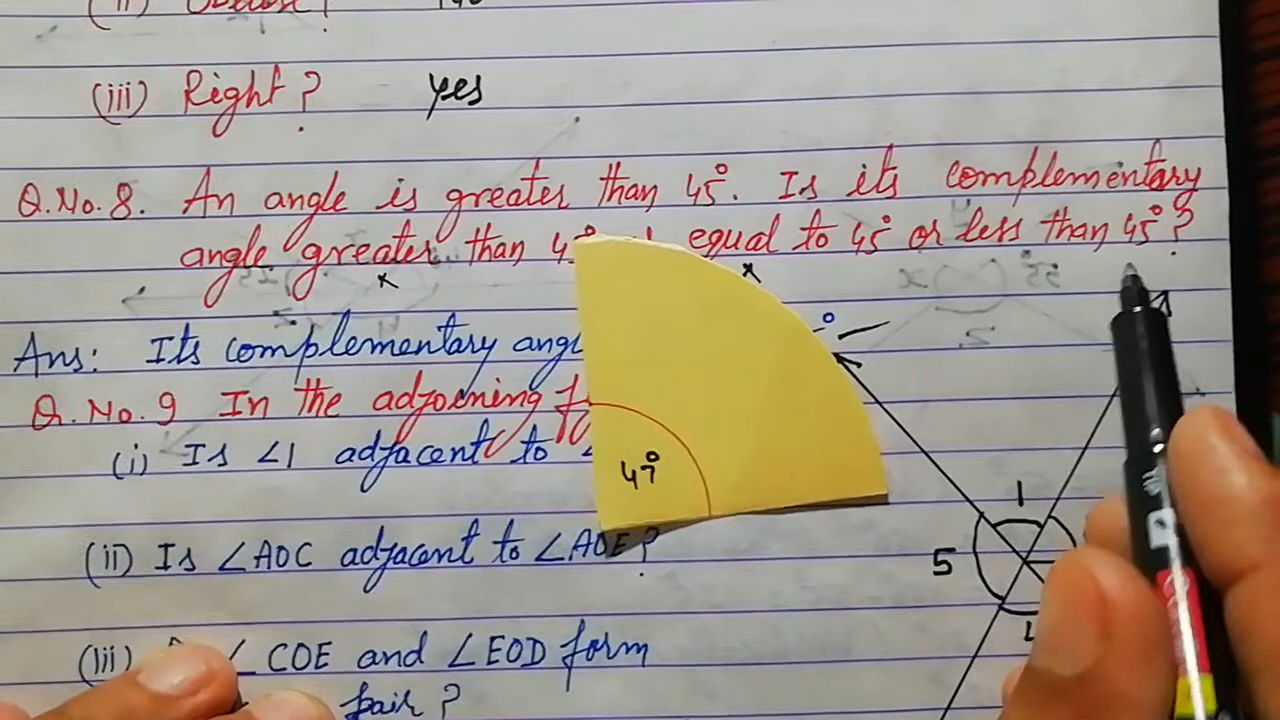 (iii) Right? yes
Q.No.8. An angle is greater than 45°. Is its complementary
angle greater than 4 equal to 45 or less than 45°?
x x
Ans: Its complementary
Q.No.9 In the adjoining
(i) Is ∠1 adjacent to
47°
(ii) Is ∠AOC adjacent to ∠AOE?
(iii) ∠COE and ∠EOD form
pair?
1
5